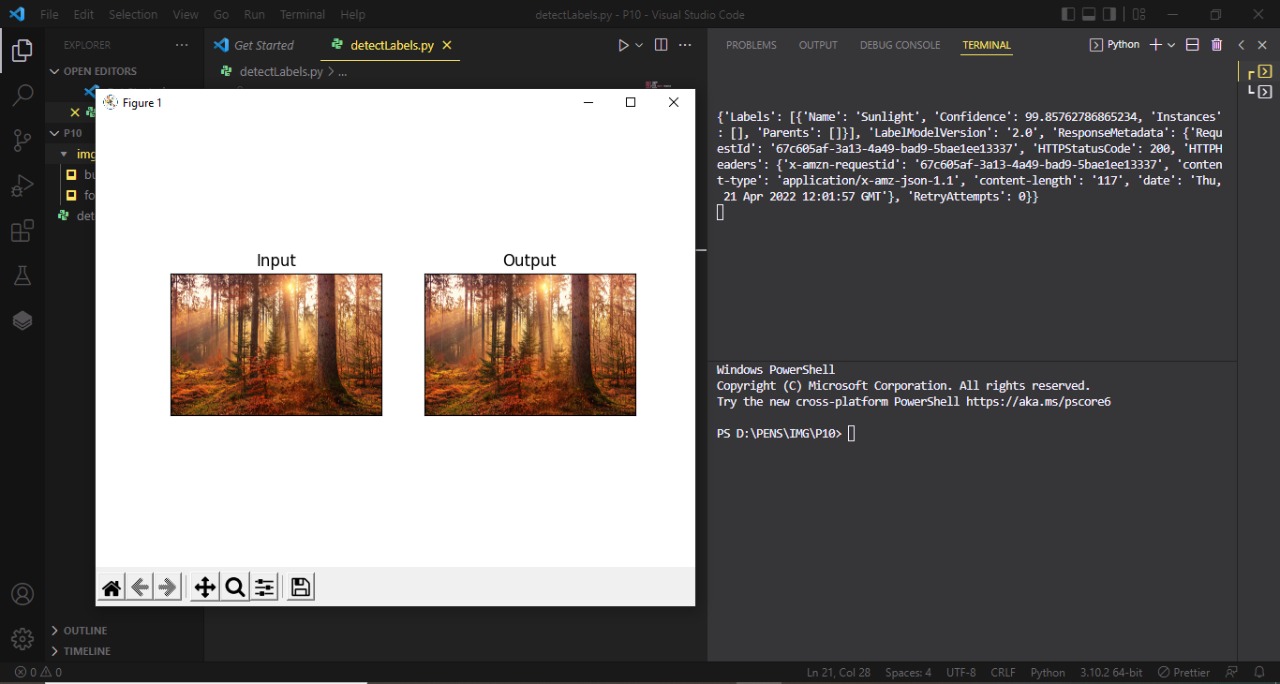 File Edit Selection View Go Run Terminal Help
detectLabels.py - P10 - Visual Studio Code
EXPLORER
OPEN EDITORS
P10
img
bu
fo
det
OUTLINE
TIMELINE
Get Started
detectLabels.py
detectLabels.py > ...
Figure 1
Input
Output
PROBLEMS OUTPUT DEBUG CONSOLE TERMINAL
Python
{'Labels': [{'Name': 'Sunlight', 'Confidence': 99.85762786865234, 'Instances'
: [], 'Parents': []}], 'LabelModelVersion': '2.0', 'ResponseMetadata': {'Requ
estId': '67c605af-3a13-4a49-bad9-5bae1ee13337', 'HTTPStatusCode': 200, 'HTTPH
eaders': {'x-amzn-requestid': '67c605af-3a13-4a49-bad9-5bae1ee13337', 'conten
t-type': 'application/x-amz-json-1.1', 'content-length': '117', 'date': 'Thu,
21 Apr 2022 12:01:57 GMT'}, 'RetryAttempts': 0}}
Windows PowerShell
Copyright (C) Microsoft Corporation. All rights reserved.
Try the new cross-platform PowerShell https://aka.ms/pscore6
PS D:\PENS\IMG\P10>
0 0
Ln 21, Col 28 Spaces: 4 UTF-8 CRLF Python 3.10.2 64-bit Prettier